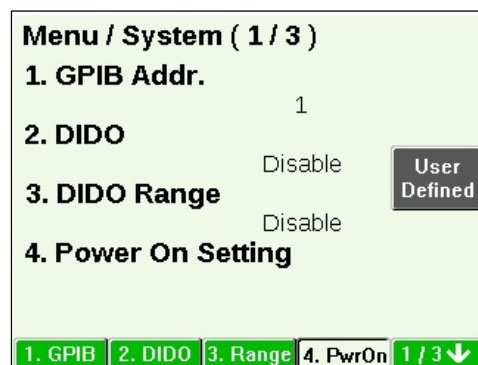 Menu / System ( 1 / 3 )
1. GPIB Addr.
1
2. DIDO
Disable
User
Defined
3. DIDO Range
Disable
4. Power On Setting
1. GPIB 2. DIDO 3. Range 4. PwrOn 1 / 3